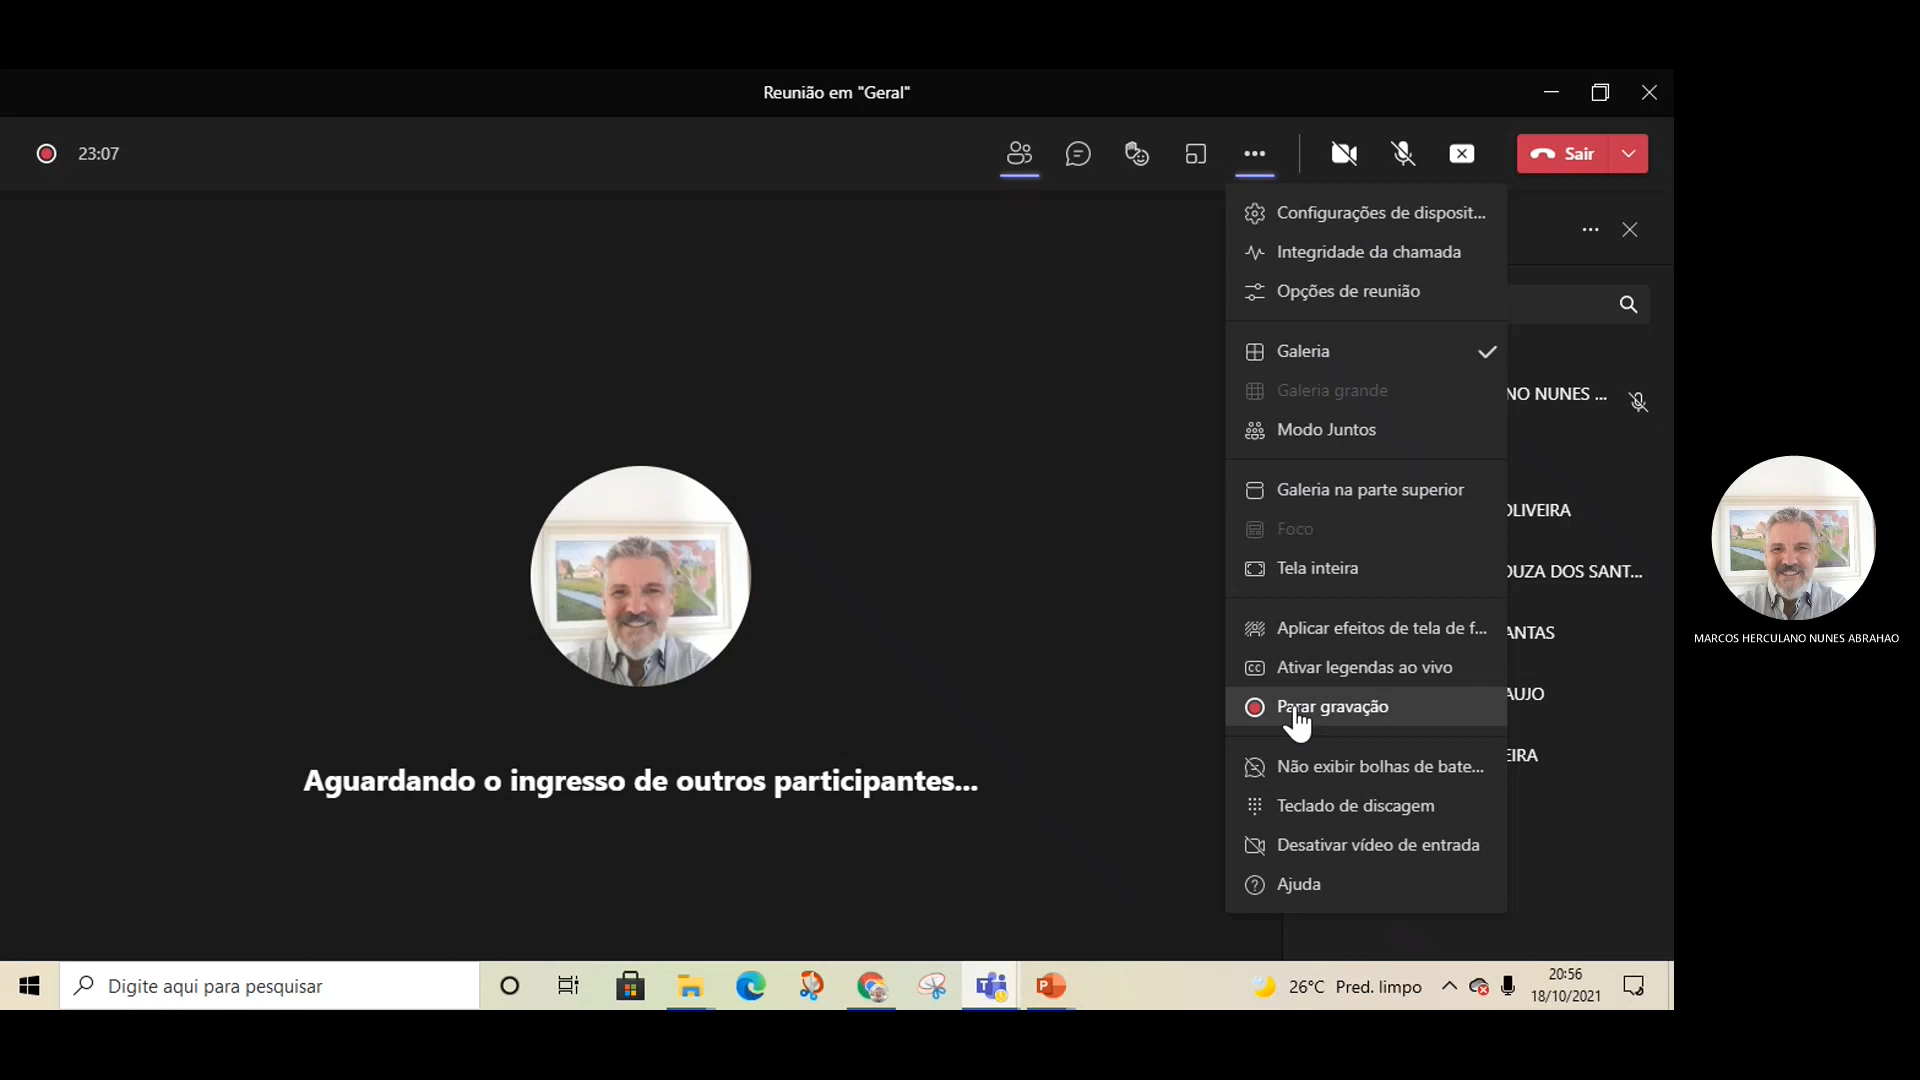 Reunião em "Geral"
23:07
Sair
Configurações de disposit...
Integridade da chamada
Opções de reunião
Galeria
Galeria grande
NO NUNES ...
Modo Juntos
Galeria na parte superior
OLIVEIRA
Foco
Tela inteira
OUZA DOS SANT...
Aplicar efeitos de tela de f...
ANTAS
Ativar legendas ao vivo
AUJO
Parar gravação
EIRA
Não exibir bolhas de bate...
Teclado de discagem
Desativar vídeo de entrada
Ajuda
Aguardando o ingresso de outros participantes...
MARCOS HERCULANO NUNES ABRAHAO
Digite aqui para pesquisar
26°C Pred. limpo
20:56
18/10/2021